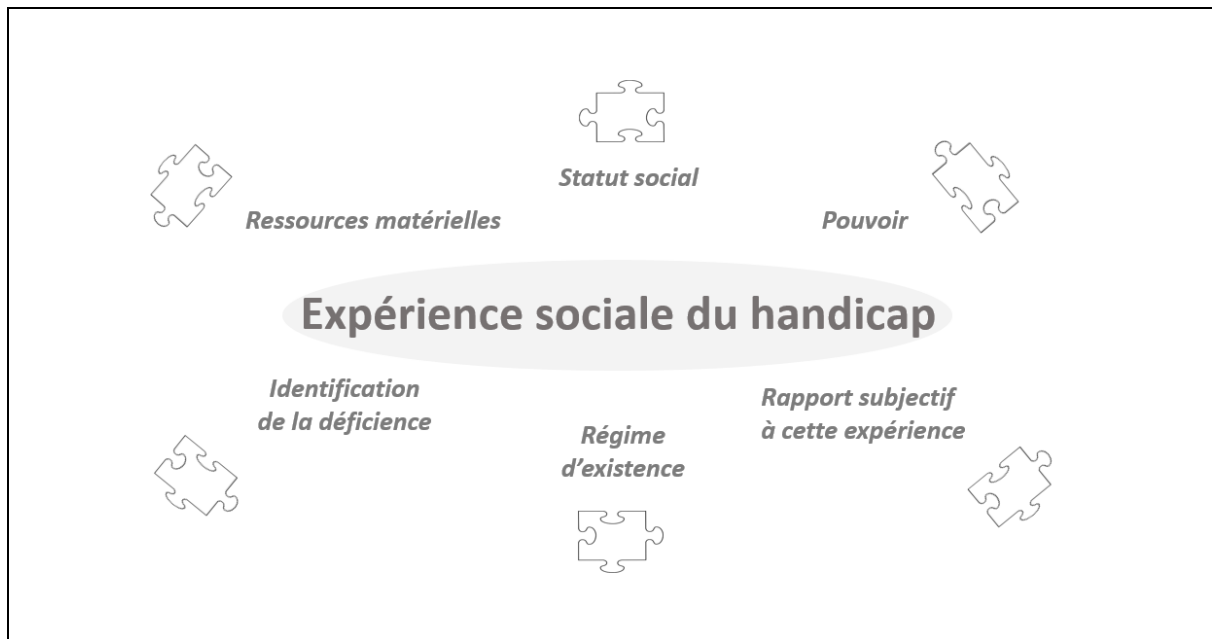 Statut social
Ressources matérielles
Pouvoir
Expérience sociale du handicap
Identification
de la déficience
Régime
d’existence
Rapport subjectif
à cette expérience